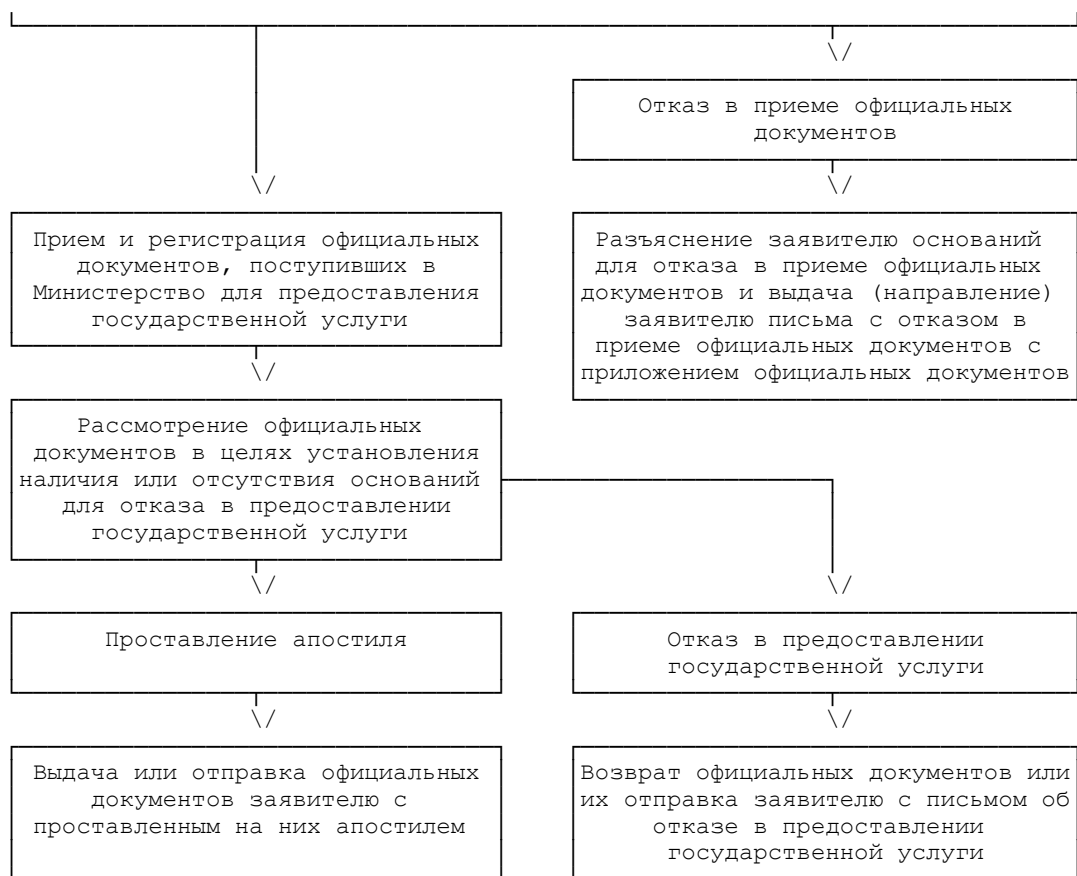 Отказ в приеме официальных
документов
Прием и регистрация официальных
документов, поступивших в
Министерство для предоставления
государственной услуги
Разъяснение заявителю оснований
для отказа в приеме официальных
документов и выдача (направление)
заявителю письма с отказом в
приеме официальных документов с
приложением официальных документов
Рассмотрение официальных
документов в целях установления
наличия или отсутствия оснований
для отказа в предоставлении
государственной услуги
Проставление апостиля
Отказ в предоставлении
государственной услуги
Выдача или отправка официальных
документов заявителю с
проставленным на них апостилем
Возврат официальных документов или
их отправка заявителю с письмом об
отказе в предоставлении
государственной услуги